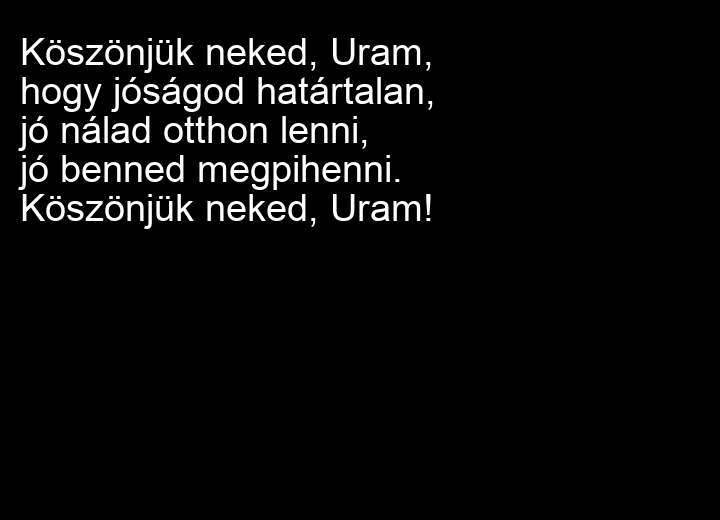 Köszönjük neked, Uram,
hogy jóságod határtalan,
jó nálad otthon lenni,
jó benned megpihenni.
Köszönjük neked, Uram!